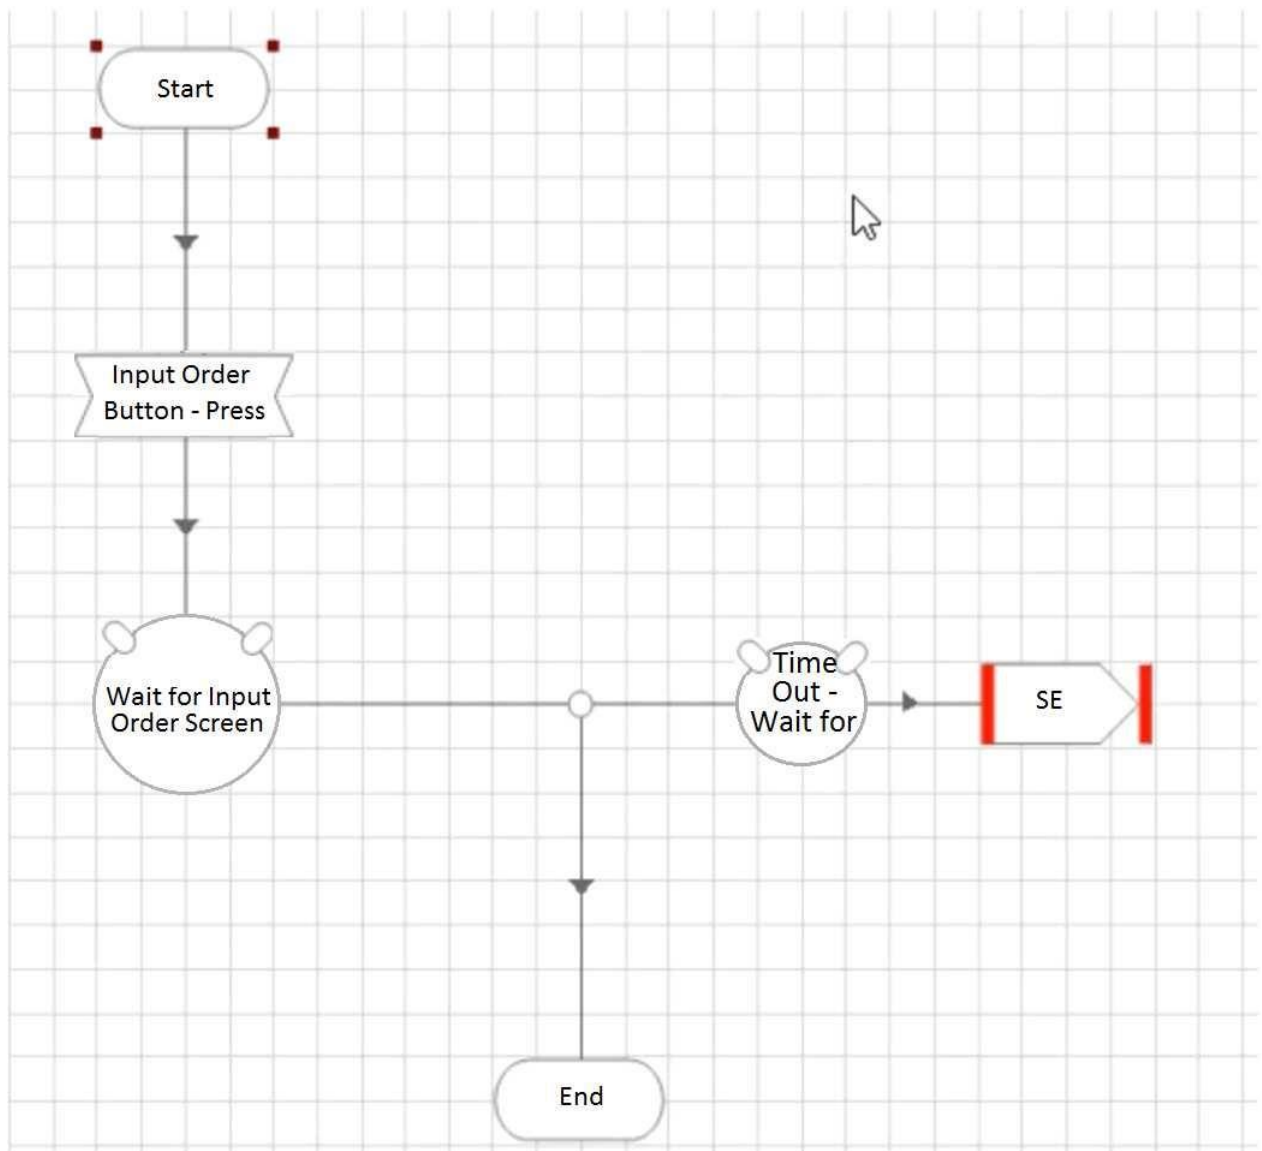 Start
Input Order
Button - Press
Wait for Input
Order Screen
Time
Out -
Wait for
SE
End